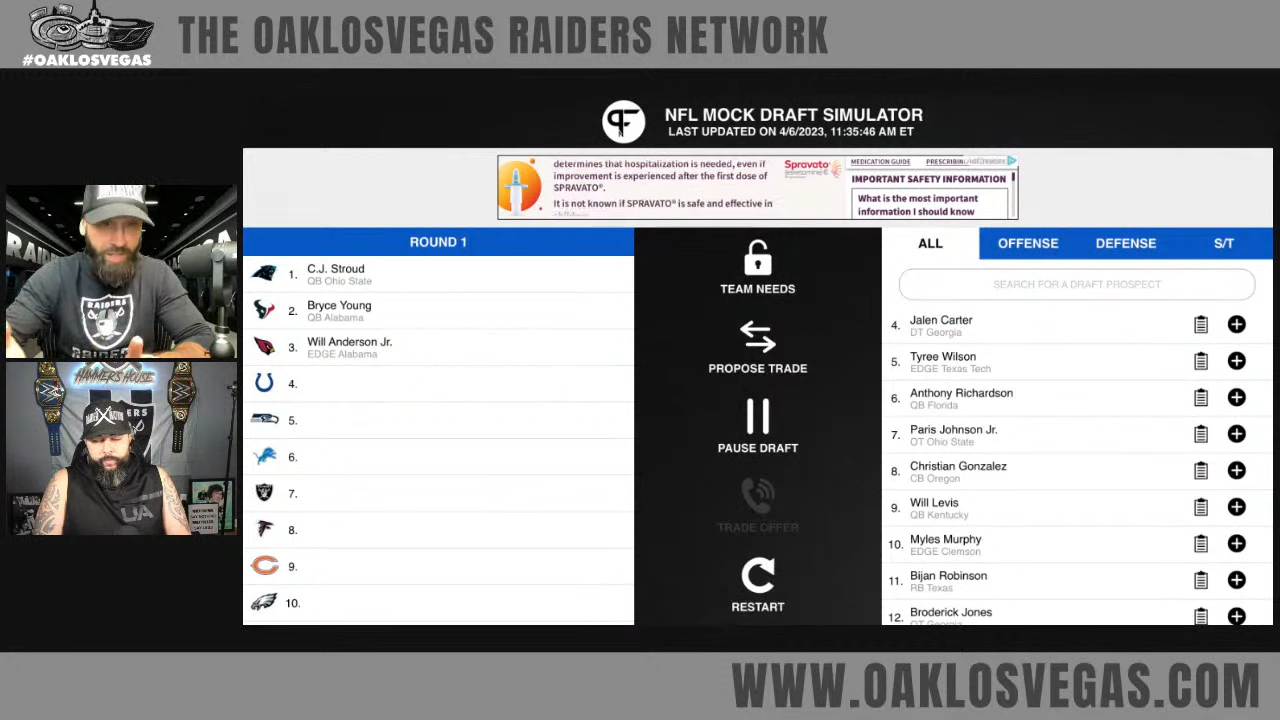 THE OAKLOSVEGAS RAIDERS NETWORK
#OAKLOSVEGAS
NFL MOCK DRAFT SIMULATOR
LAST UPDATED ON 4/6/2023, 11:35:46 AM ET
determines that hospitalization is needed, even if
improvement is experienced after the first dose of
SPRAVATO®.
It is not known if SPRAVATO® is safe and effective in
Spravato
MEDICATION GUIDE
IMPORTANT SAFETY INFORMATION
What is the most important
information I should know
ROUND 1
1. C.J. Stroud
QB Ohio State
2. Bryce Young
QB Alabama
3. Will Anderson Jr.
EDGE Alabama
4.
5.
6.
7.
8.
9.
10.
TEAM NEEDS
PROPOSE TRADE
PAUSE DRAFT
TRADE OFFER
RESTART
ALL OFFENSE DEFENSE S/T
SEARCH FOR A DRAFT PROSPECT
4. Jalen Carter
DT Georgia
5. Tyree Wilson
EDGE Texas Tech
6. Anthony Richardson
QB Florida
7. Paris Johnson Jr.
OT Ohio State
8. Christian Gonzalez
CB Oregon
9. Will Levis
QB Kentucky
10. Myles Murphy
EDGE Clemson
11. Bijan Robinson
RB Texas
12. Broderick Jones
OT Georgia
RAIDERS
HAMMERS HOUSE
WWW.OAKLOSVEGAS.COM